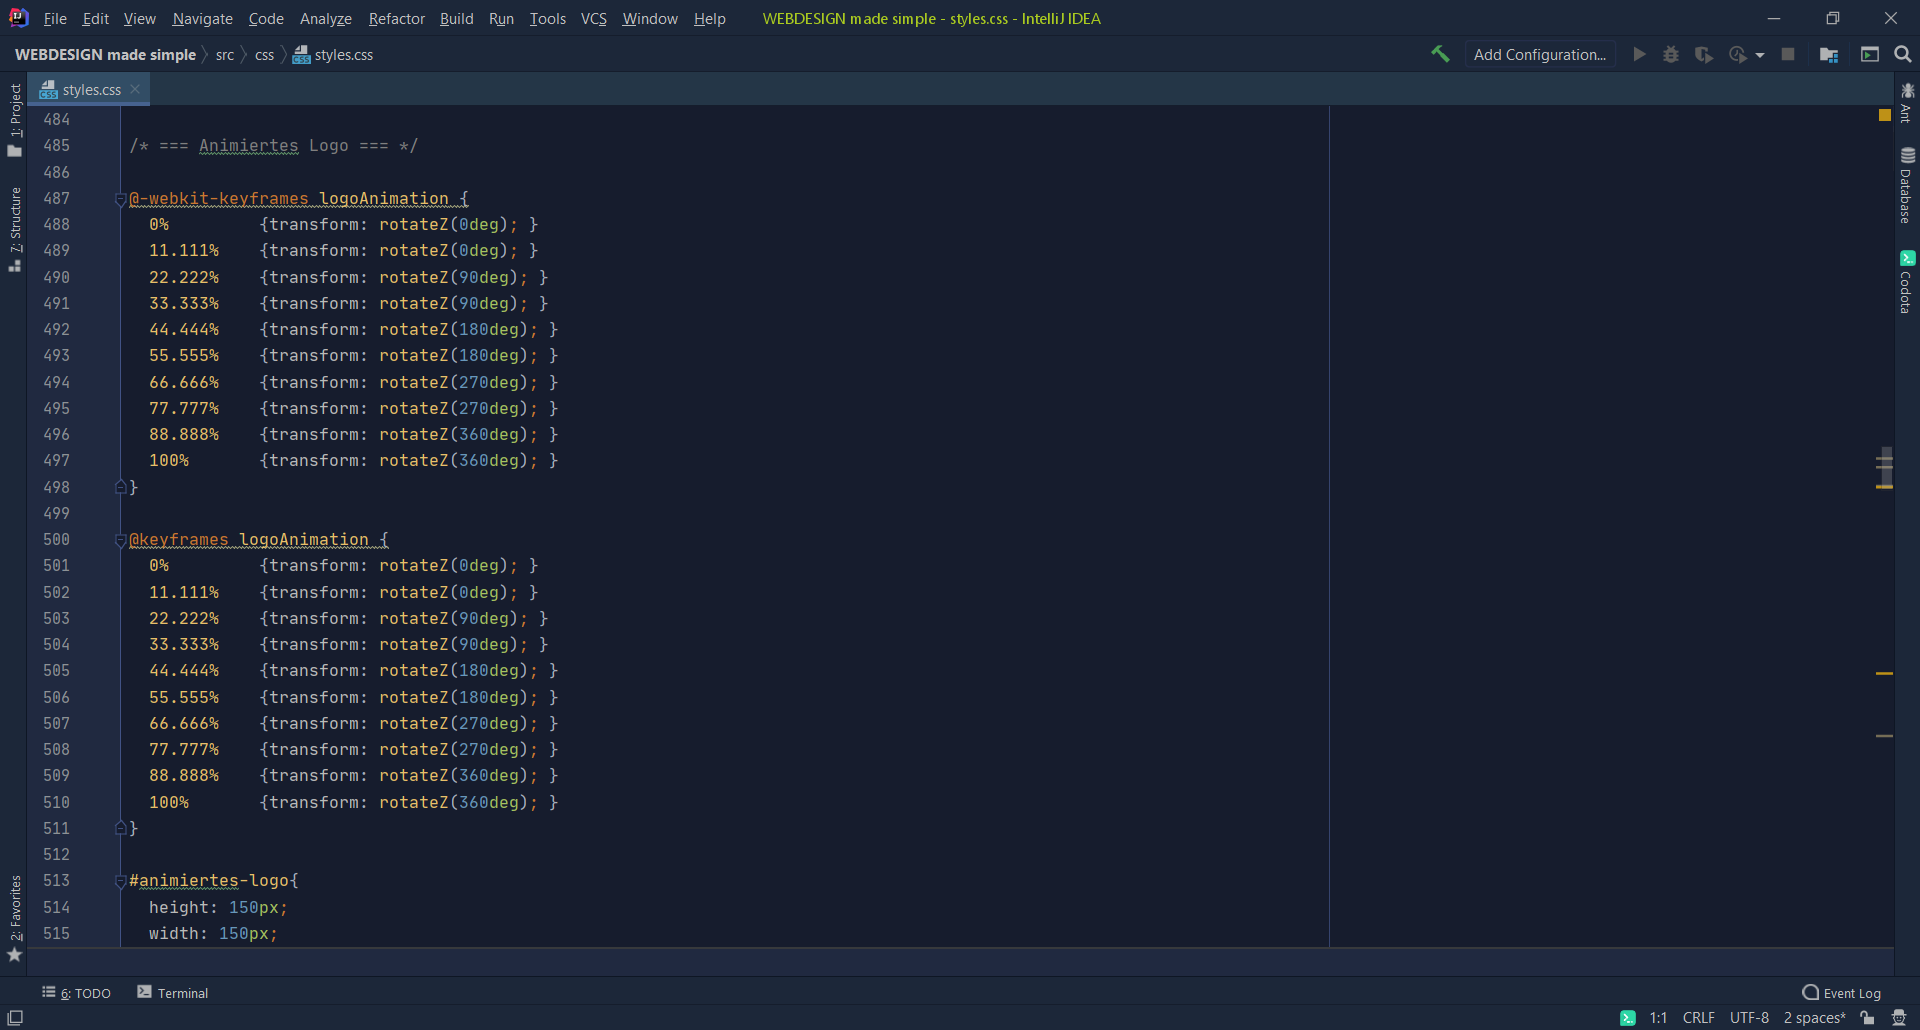 File Edit View Navigate Code Analyze Refactor Build Run Tools VCS Window Help WEBDESIGN made simple - styles.css - IntelliJ IDEA
WEBDESIGN made simple src css styles.css Add Configuration...
styles.css
1: Project
7: Structure
2: Favorites
Ant
Database
Codota
484
485 /* === Animiertes Logo === */
486
487 @-webkit-keyframes logoAnimation {
488 0% {transform: rotateZ(0deg); }
489 11.111% {transform: rotateZ(0deg); }
490 22.222% {transform: rotateZ(90deg); }
491 33.333% {transform: rotateZ(90deg); }
492 44.444% {transform: rotateZ(180deg); }
493 55.555% {transform: rotateZ(180deg); }
494 66.666% {transform: rotateZ(270deg); }
495 77.777% {transform: rotateZ(270deg); }
496 88.888% {transform: rotateZ(360deg); }
497 100% {transform: rotateZ(360deg); }
498 }
499
500 @keyframes logoAnimation {
501 0% {transform: rotateZ(0deg); }
502 11.111% {transform: rotateZ(0deg); }
503 22.222% {transform: rotateZ(90deg); }
504 33.333% {transform: rotateZ(90deg); }
505 44.444% {transform: rotateZ(180deg); }
506 55.555% {transform: rotateZ(180deg); }
507 66.666% {transform: rotateZ(270deg); }
508 77.777% {transform: rotateZ(270deg); }
509 88.888% {transform: rotateZ(360deg); }
510 100% {transform: rotateZ(360deg); }
511 }
512
513 #animiertes-logo{
514 height: 150px;
515 width: 150px;
6: TODO Terminal Event Log
1:1 CRLF UTF-8 2 spaces*